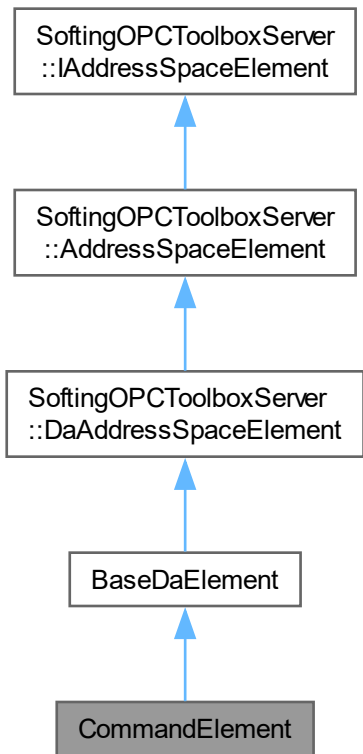 SoftingOPCToolboxServer
::IAddressSpaceElement
SoftingOPCToolboxServer
::AddressSpaceElement
SoftingOPCToolboxServer
::DaAddressSpaceElement
BaseDaElement
CommandElement